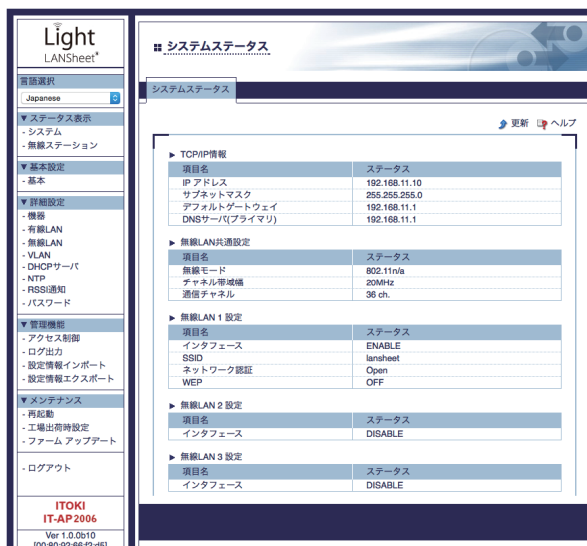 Light
LANSheet*
言語選択
Japanese
▼ ステータス表示
- システム
- 無線ステーション
▼ 基本設定
- 基本
▼ 詳細設定
- 機器
- 有線LAN
- 無線LAN
- VLAN
- DHCPサーバ
- NTP
- RSSI通知
- パスワード
▼ 管理機能
- アクセス制御
- ログ出力
- 設定情報インポート
- 設定情報エクスポート
▼ メンテナンス
- 再起動
- 工場出荷時設定
- ファーム アップデート
- ログアウト
ITOKI
IT-AP2006
Ver 1.0.0b10
[00:80:92:66:f2:d5]
システムステータス
システムステータス
更新 ヘルプ
► TCP/IP情報
項目名 ステータス
IP アドレス 192.168.11.10
サブネットマスク 255.255.255.0
デフォルトゲートウェイ 192.168.11.1
DNSサーバ(プライマリ) 192.168.11.1
► 無線LAN共通設定
項目名 ステータス
無線モード 802.11n/a
チャネル帯域幅 20MHz
通信チャネル 36 ch.
► 無線LAN 1 設定
項目名 ステータス
インタフェース ENABLE
SSID lansheet
ネットワーク認証 Open
WEP OFF
► 無線LAN 2 設定
項目名 ステータス
インタフェース DISABLE
► 無線LAN 3 設定
項目名 ステータス
インタフェース DISABLE